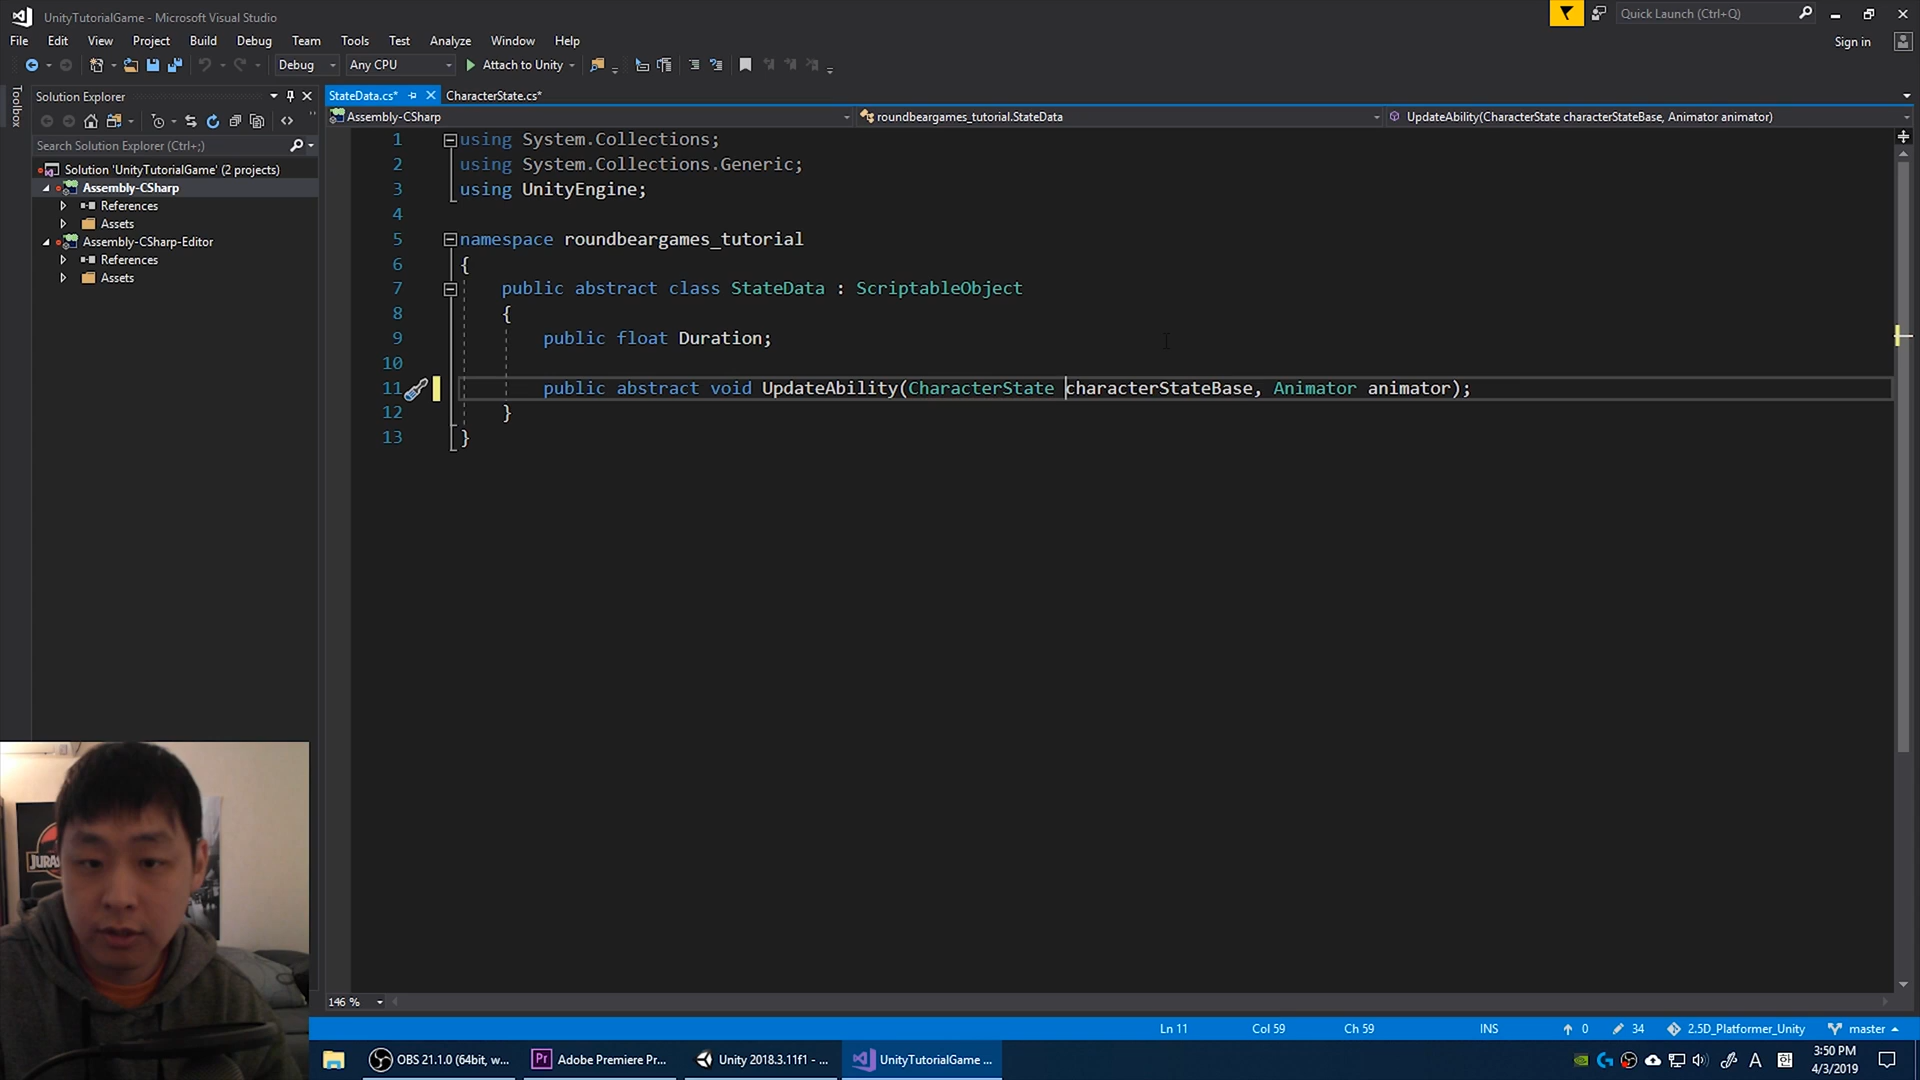 UnityTutorialGame - Microsoft Visual Studio
Quick Launch (Ctrl+Q)
File Edit View Project Build Debug Team Tools Test Analyze Window Help
Sign in
Debug Any CPU Attach to Unity
Toolbox
Solution Explorer
StateData.cs* CharacterState.cs*
Assembly-CSharp roundbeargames_tutorial.StateData UpdateAbility(CharacterState characterStateBase, Animator animator)
Search Solution Explorer (Ctrl+;)
Solution 'UnityTutorialGame' (2 projects)
Assembly-CSharp
References
Assets
Assembly-CSharp-Editor
References
Assets
1 using System.Collections;
2 using System.Collections.Generic;
3 using UnityEngine;
4
5 namespace roundbeargames_tutorial
6 {
7 public abstract class StateData : ScriptableObject
8 {
9 public float Duration;
10
11 public abstract void UpdateAbility(CharacterState characterStateBase, Animator animator);
12 }
13 }
JURAS
146 %
Ln 11 Col 59 Ch 59 INS 0 34 2.5D_Platformer_Unity master
OBS 21.1.0 (64bit, w... Pr Adobe Premiere Pr... Unity 2018.3.11f1 - ... UnityTutorialGame ...
A 한 3:50 PM
4/3/2019